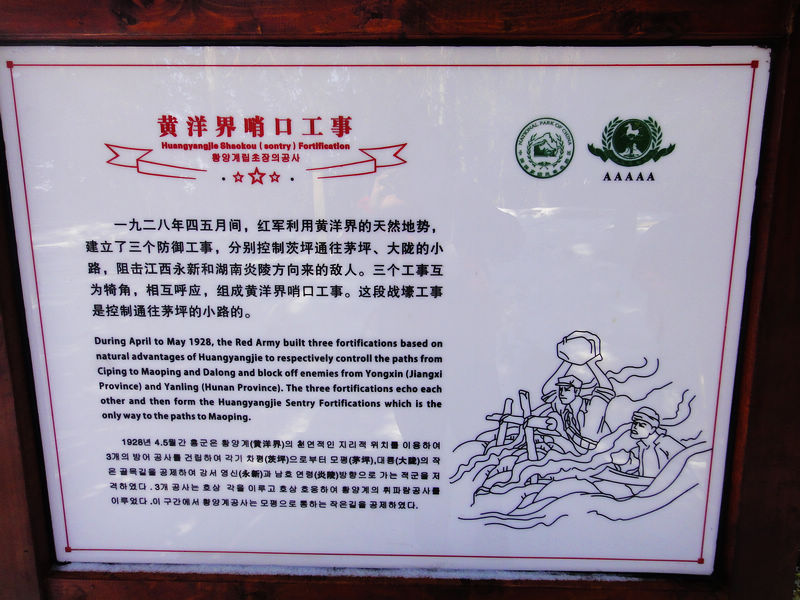 黄洋界哨口工事
Huangyangjie Shaokou ( sentry ) Fortification
황양계립초장의공사
NATIONAL PARK OF CHINA
AAAAA
一九二八年四五月间，红军利用黄洋界的天然地势，
建立了三个防御工事，分别控制茨坪通往茅坪、大陇的小
路，阻击江西永新和湖南炎陵方向来的敌人。三个工事互
为犄角，相互呼应，组成黄洋界哨口工事。这段战壕工事
是控制通往茅坪的小路的。
During April to May 1928, the Red Army built three fortifications based on
natural advantages of Huangyangjie to respectively controll the paths from
Ciping to Maoping and Dalong and block off enemies from Yongxin (Jiangxi
Province) and Yanling (Hunan Province). The three fortifications echo each
other and then form the Huangyangjie Sentry Fortifications which is the
only way to the paths to Maoping.
1928년 4.5월간 홍군은 황양계(黄洋界)의 천연적인 지리적 위치를 이용하여
3개의 방어 공사를 건립하여 각기 차평(茨坪)으로부터 모평(茅坪),대롱(大陇)의 작
은 골목길을 공제하여 강서 영신(永新)과 남호 연령(炎陵)방향으로 가는 적군을 저
격하였다 . 3개 공사는 호상 각을 이루고 호상 호응하여 황양계의 취파람공사를
이루었다 .이 구간에서 황양계공사는 모평으로 통하는 작은길을 공제하였다.